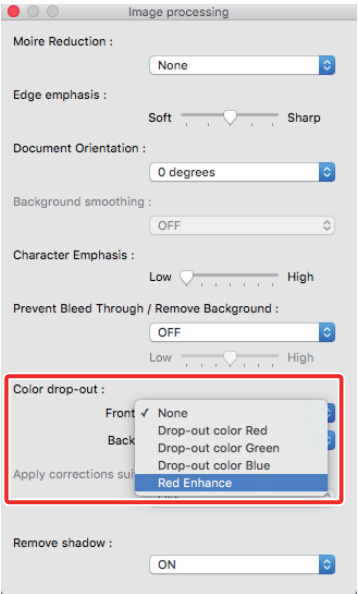 Image processing
Moire Reduction :
None
Edge emphasis :
Soft Sharp
Document Orientation :
0 degrees
Background smoothing :
OFF
Character Emphasis :
Low High
Prevent Bleed Through / Remove Background :
OFF
Low High
Color drop-out :
Front ✓ None
Drop-out color Red
Back Drop-out color Green
Drop-out color Blue
Apply corrections sui Red Enhance
Remove shadow :
ON